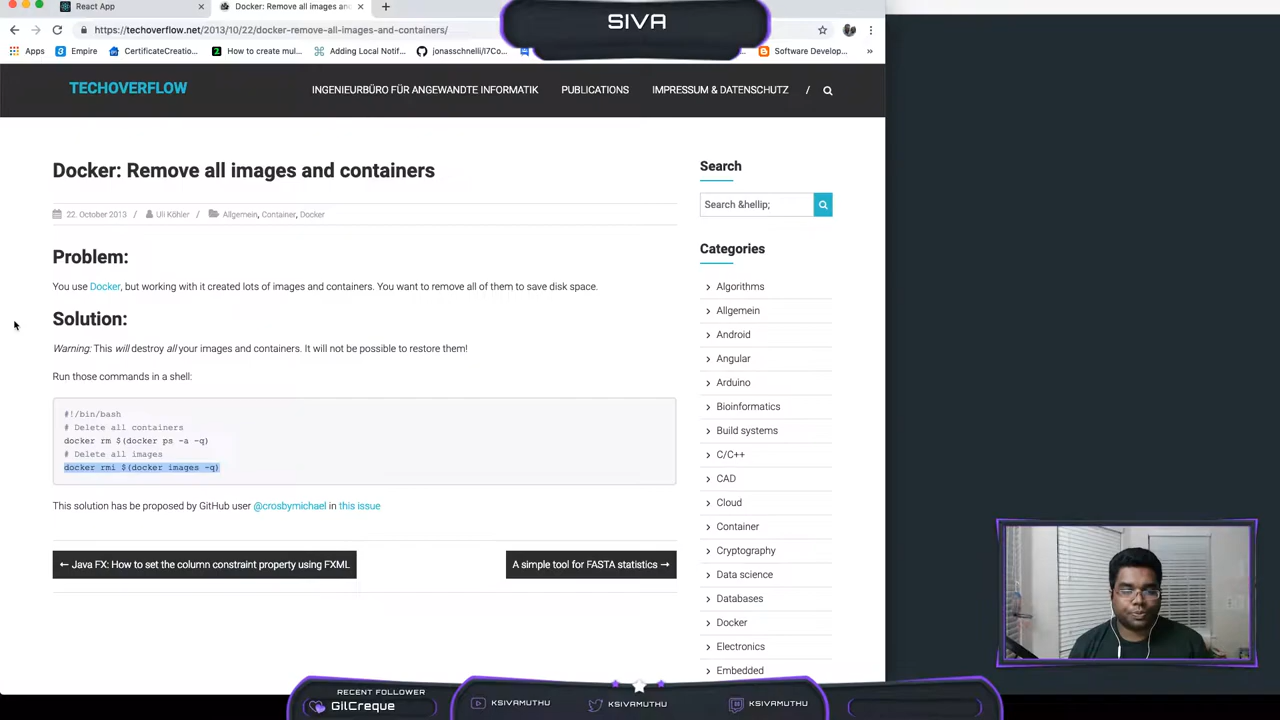 React App
Docker: Remove all images and
SIVA
https://techoverflow.net/2013/10/22/docker-remove-all-images-and-containers/
Apps
Empire
CertificateCreatio...
How to create mul...
Adding Local Notif...
jonasschnelli/I7Co...
Software Develop...
TECHOVERFLOW
INGENIEURBÜRO FÜR ANGEWANDTE INFORMATIK
PUBLICATIONS
IMPRESSUM & DATENSCHUTZ
/
Docker: Remove all images and containers
22. October 2013 / Uli Köhler / Allgemein, Container, Docker
Problem:
You use Docker, but working with it created lots of images and containers. You want to remove all of them to save disk space.
Solution:
Warning: This will destroy all your images and containers. It will not be possible to restore them!
Run those commands in a shell:
#!/bin/bash
# Delete all containers
docker rm $(docker ps -a -q)
# Delete all images
docker rmi $(docker images -q)
This solution has be proposed by GitHub user @crosbymichael in this issue
← Java FX: How to set the column constraint property using FXML
A simple tool for FASTA statistics →
Search
Search &hellip;
Categories
Algorithms
Allgemein
Android
Angular
Arduino
Bioinformatics
Build systems
C/C++
CAD
Cloud
Container
Cryptography
Data science
Databases
Docker
Electronics
Embedded
RECENT FOLLOWER
GilCreque
KSIVAMUTHU
KSIVAMUTHU
KSIVAMUTHU